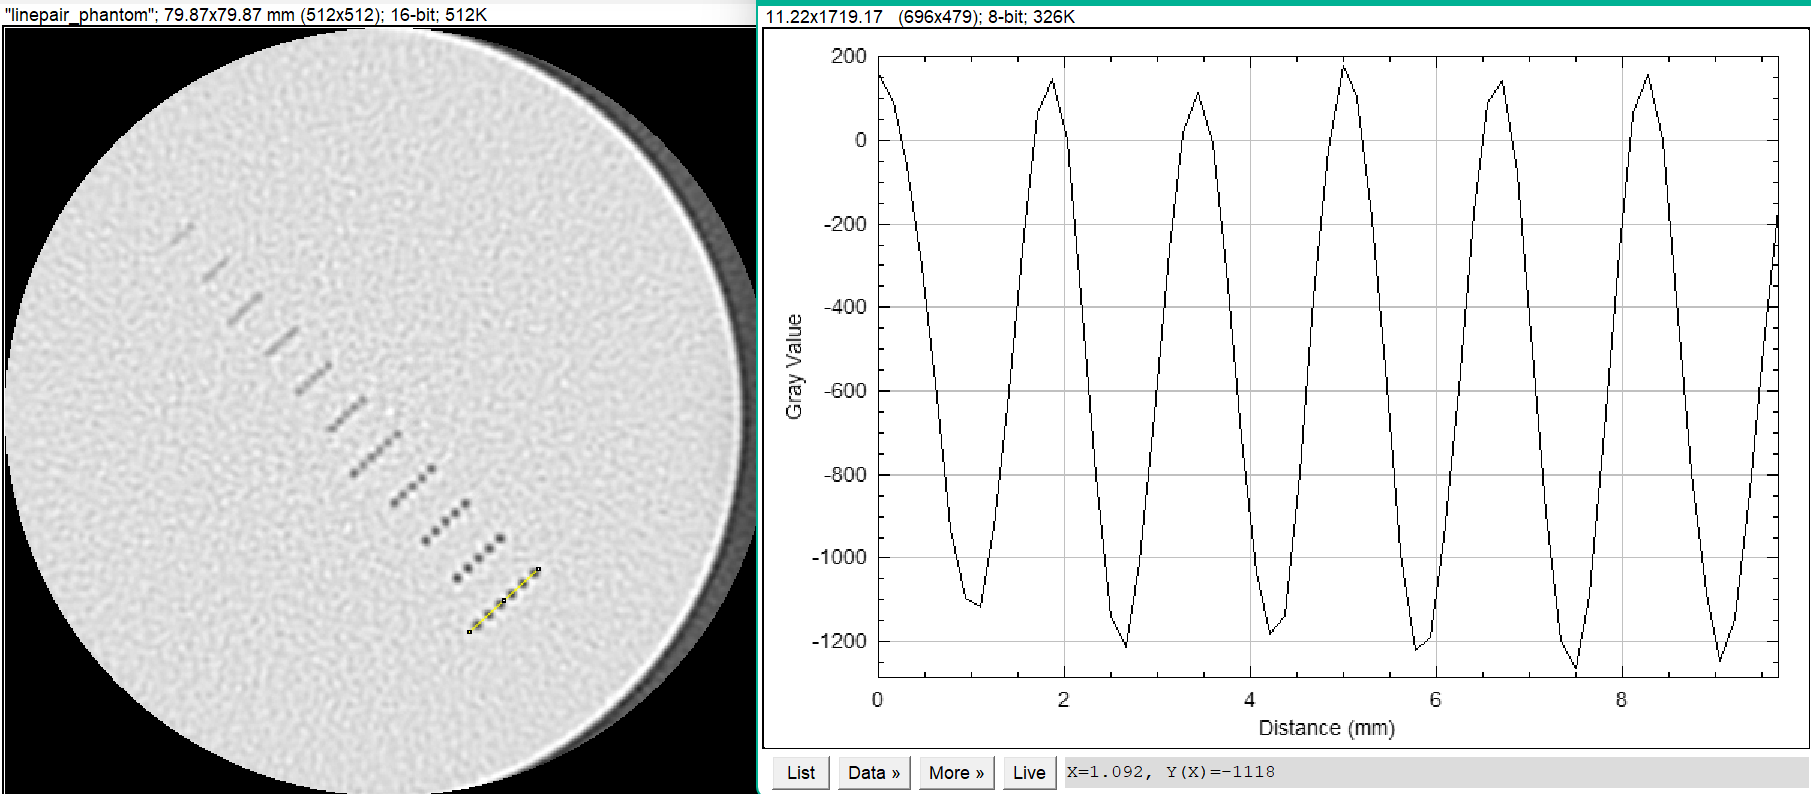 "linepair_phantom"; 79.87x79.87 mm (512x512); 16-bit; 512K
11.22x1719.17 (696x479); 8-bit; 326K
200
0
-200
-400
-600
-800
-1000
-1200
Gray Value
0 2 4 6 8
Distance (mm)
List Data » More » Live X=1.092, Y(X)=-1118